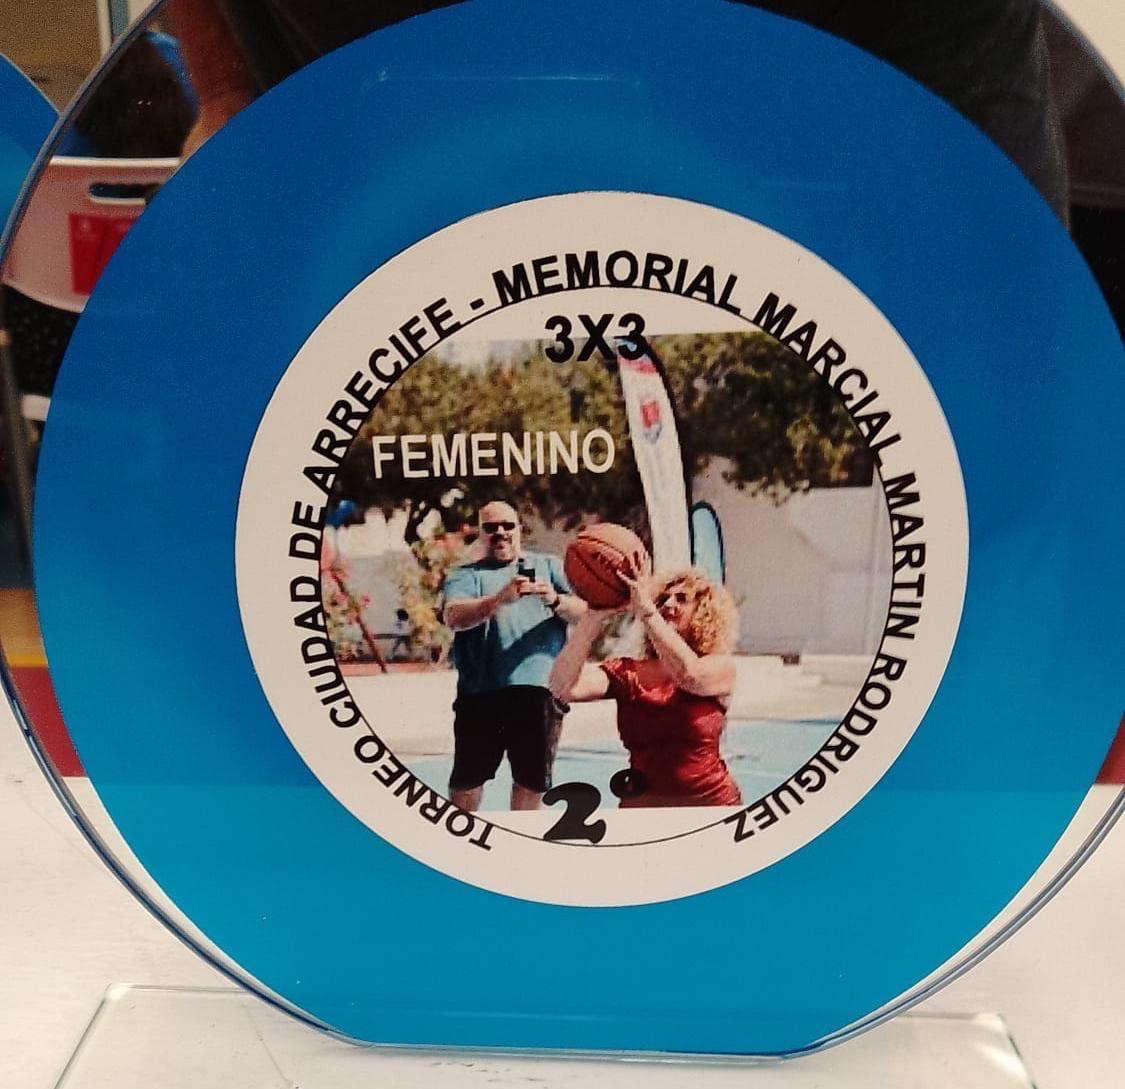 TORNEO CIUDAD DE ARRECIFE - MEMORIAL MARCIAL MARTIN RODRIGUEZ
3X3
FEMENINO
2º